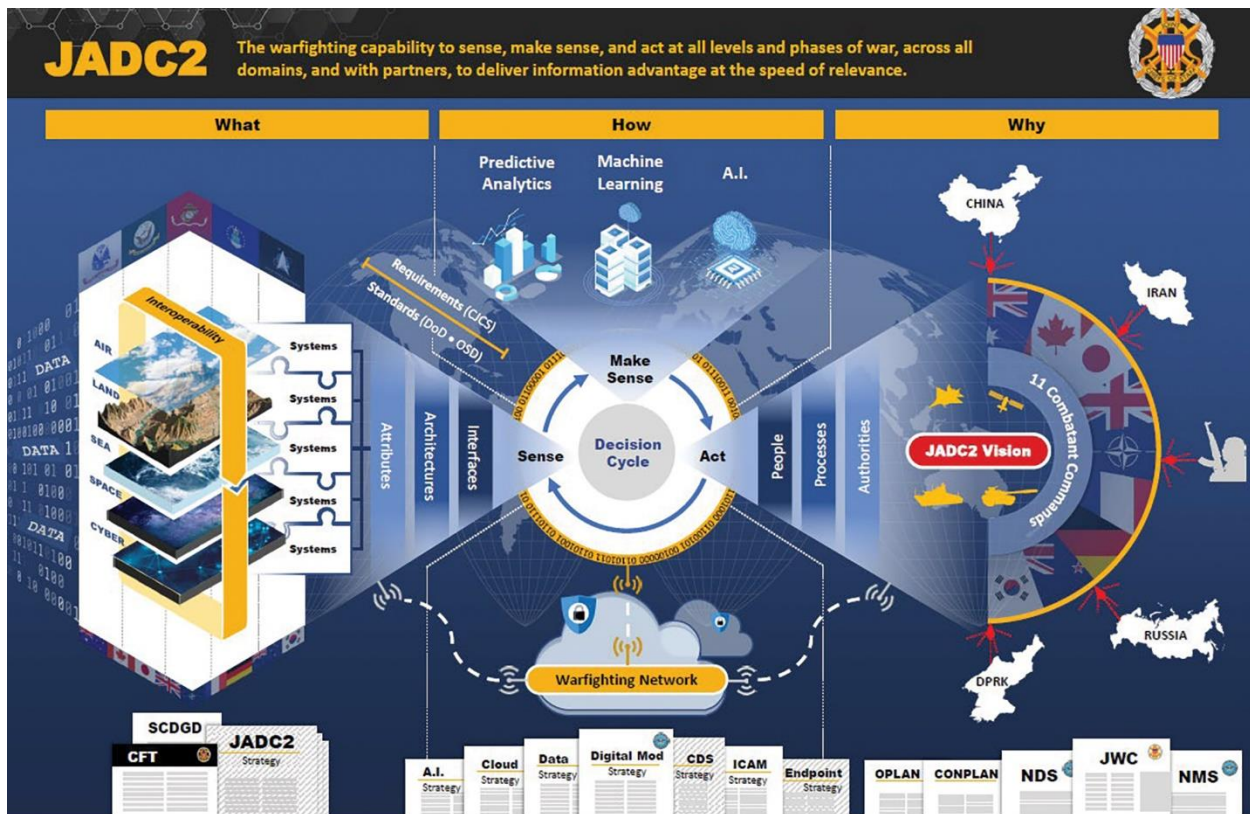 JADC2
The warfighting capability to sense, make sense, and act at all levels and phases of war, across all
domains, and with partners, to deliver information advantage at the speed of relevance.
What
How
Why
Interoperability
AIR
LAND
SEA
SPACE
CYBER
DATA
DATA
DATA
Systems
Systems
Systems
Systems
Systems
Attributes
Architectures
Interfaces
Requirements (CJCS)
Standards (DoD • OSD)
Predictive
Analytics
Machine
Learning
A.I.
Make
Sense
Sense
Decision
Cycle
Act
People
Processes
Authorities
Warfighting Network
JADC2 Vision
11 Combatant Commands
CHINA
IRAN
RUSSIA
DPRK
SCDGD
CFT
JADC2
Strategy
A.I.
Strategy
Cloud
Strategy
Data
Strategy
Digital Mod
Strategy
CDS
Strategy
ICAM
Strategy
Endpoint
Strategy
OPLAN
CONPLAN
NDS
JWC
NMS